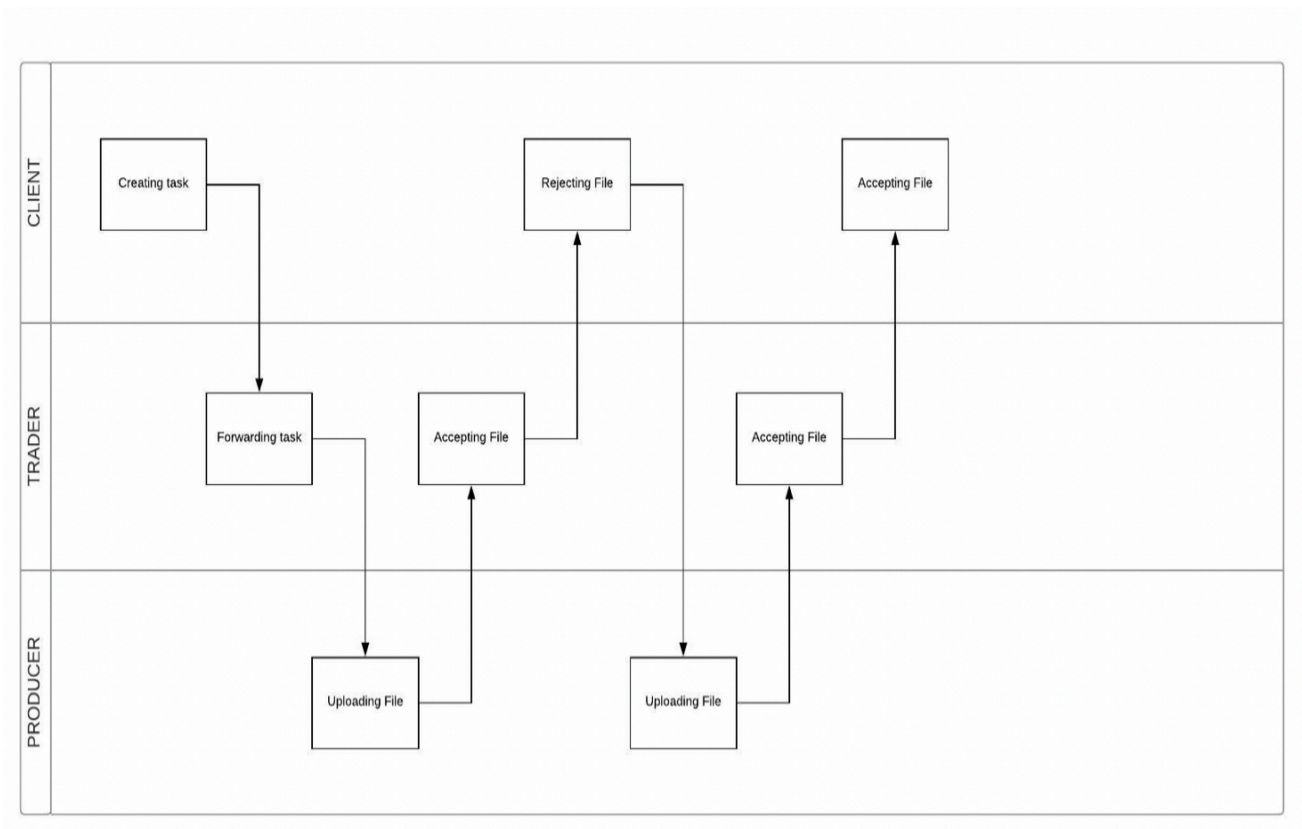 CLIENT
Creating task
Rejecting File
Accepting File
TRADER
Forwarding task
Accepting File
Accepting File
PRODUCER
Uploading File
Uploading File